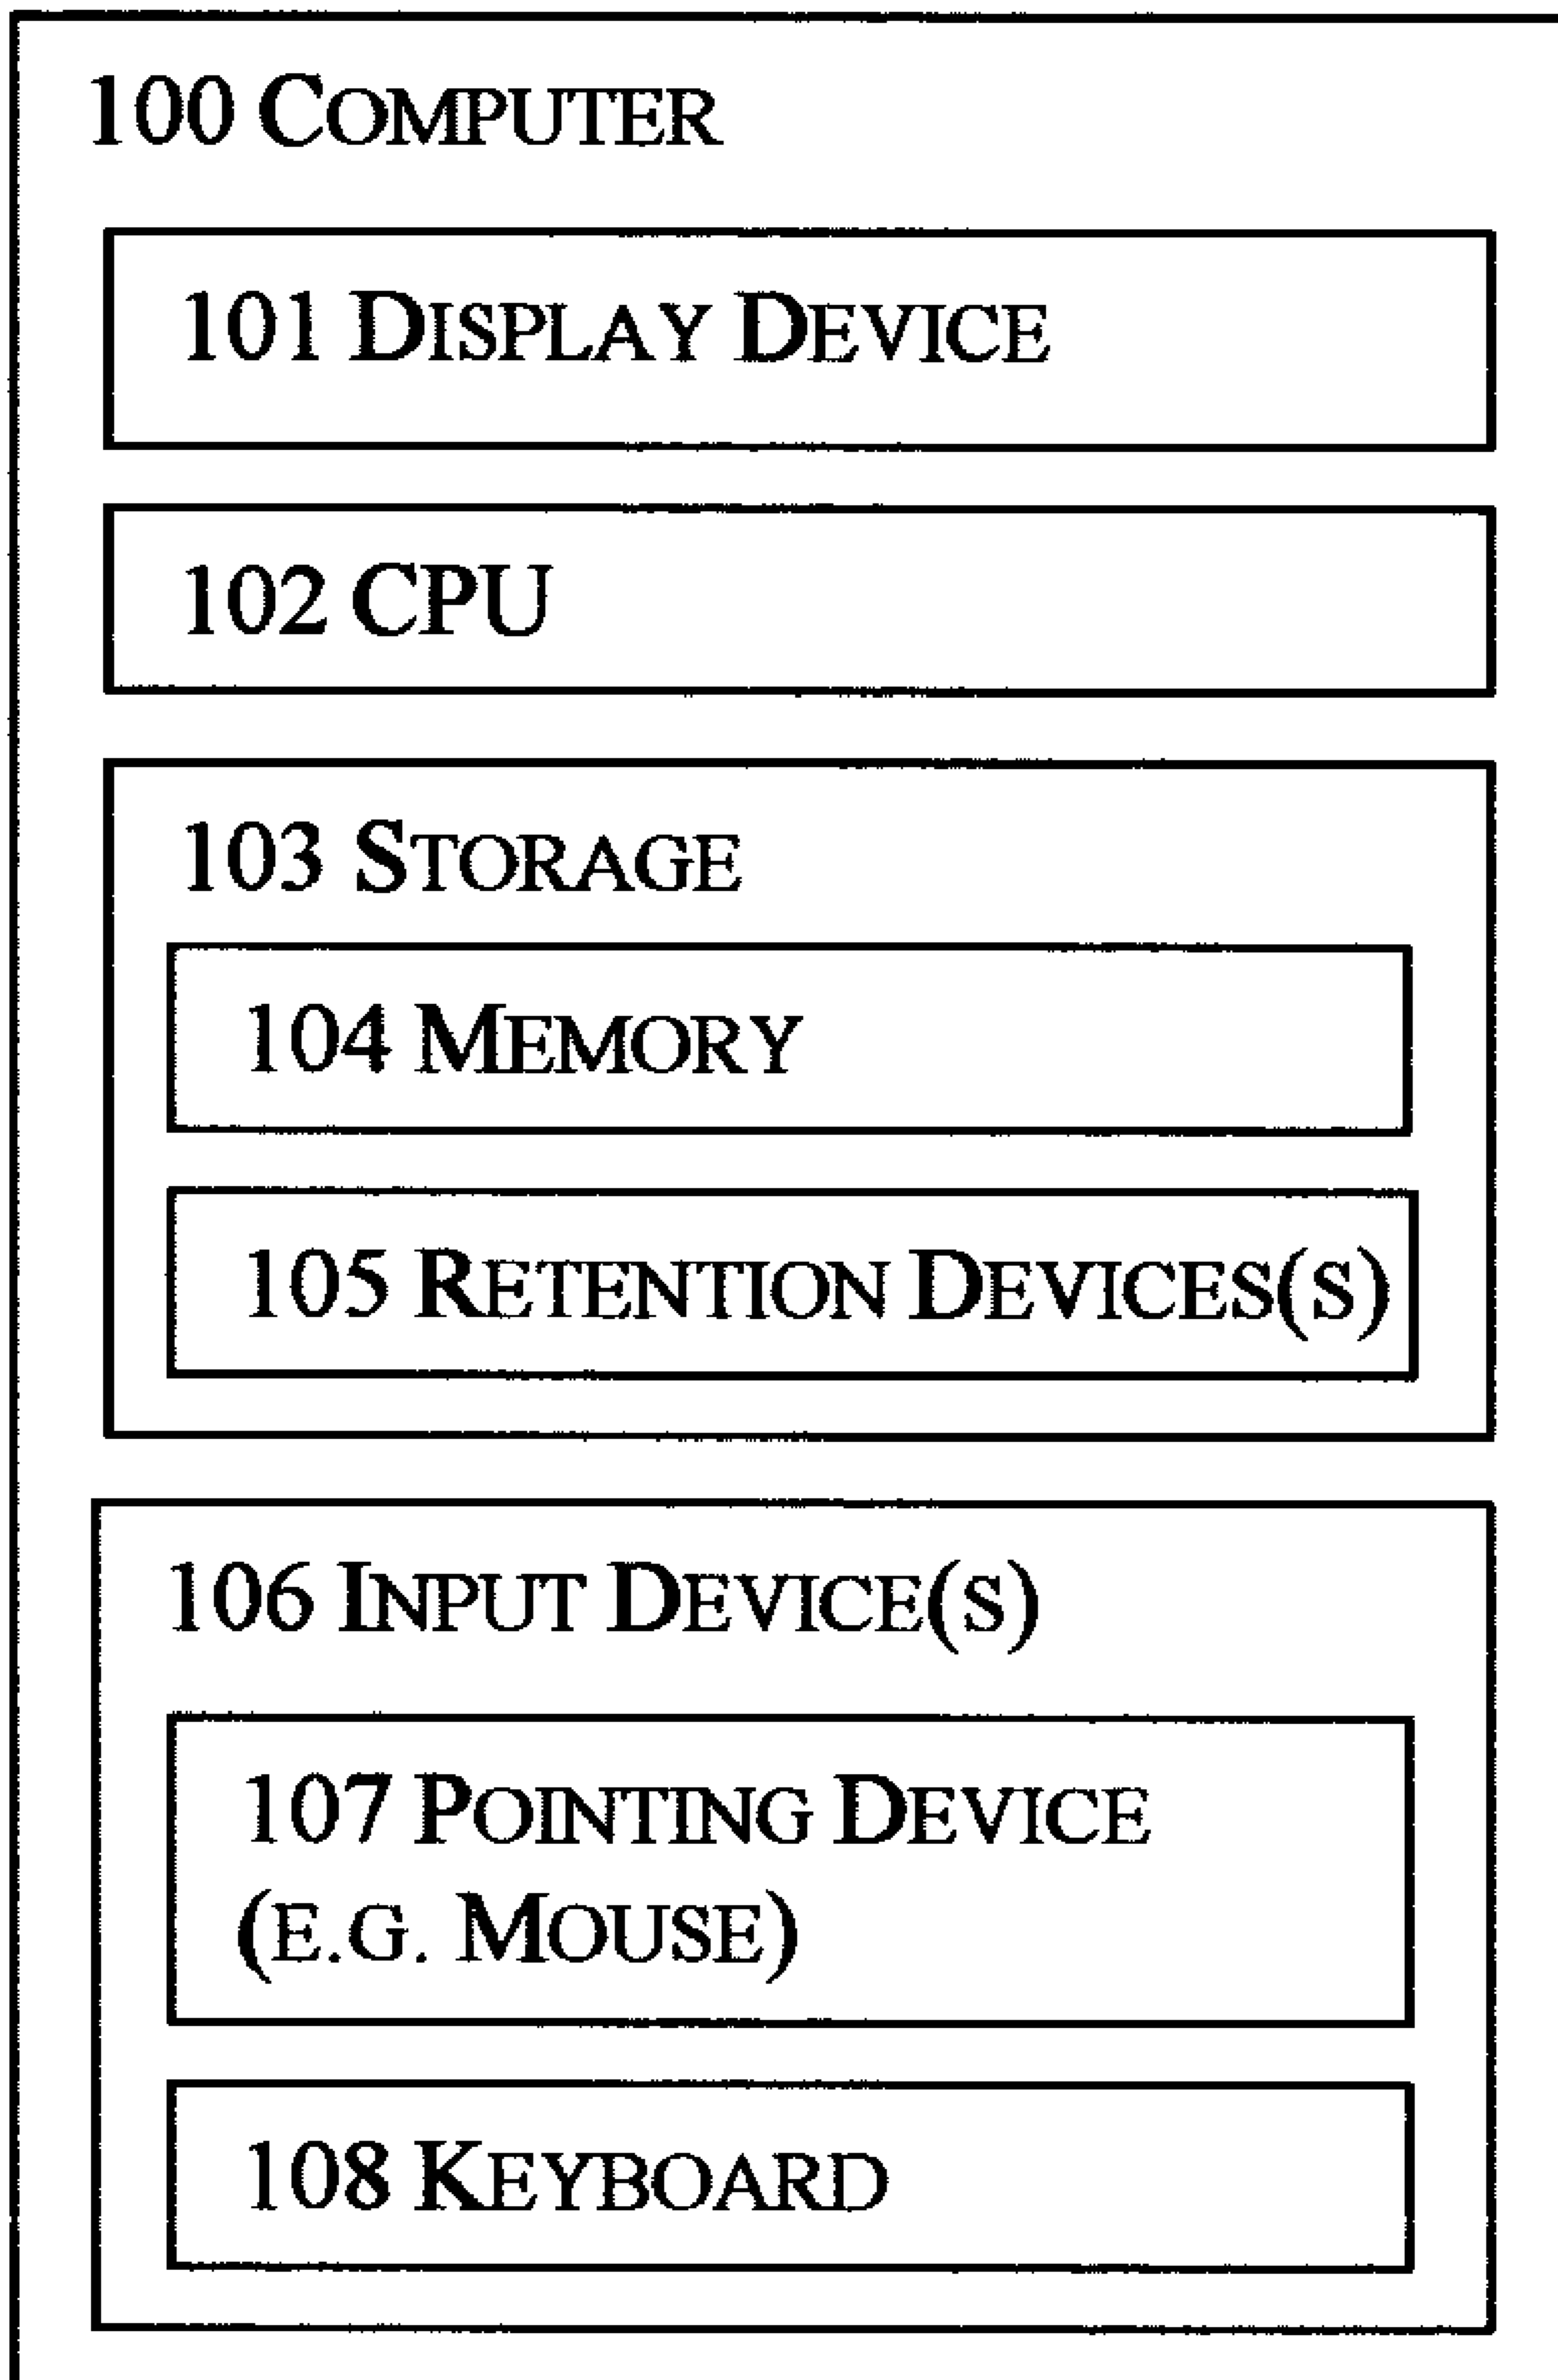 100 COMPUTER
101 DISPLAY DEVICE
102 CPU
103 STORAGE
104 MEMORY
105 RETENTION DEVICES(S)
106 INPUT DEVICE(S)
107 POINTING DEVICE
(E.G. MOUSE)
108 KEYBOARD